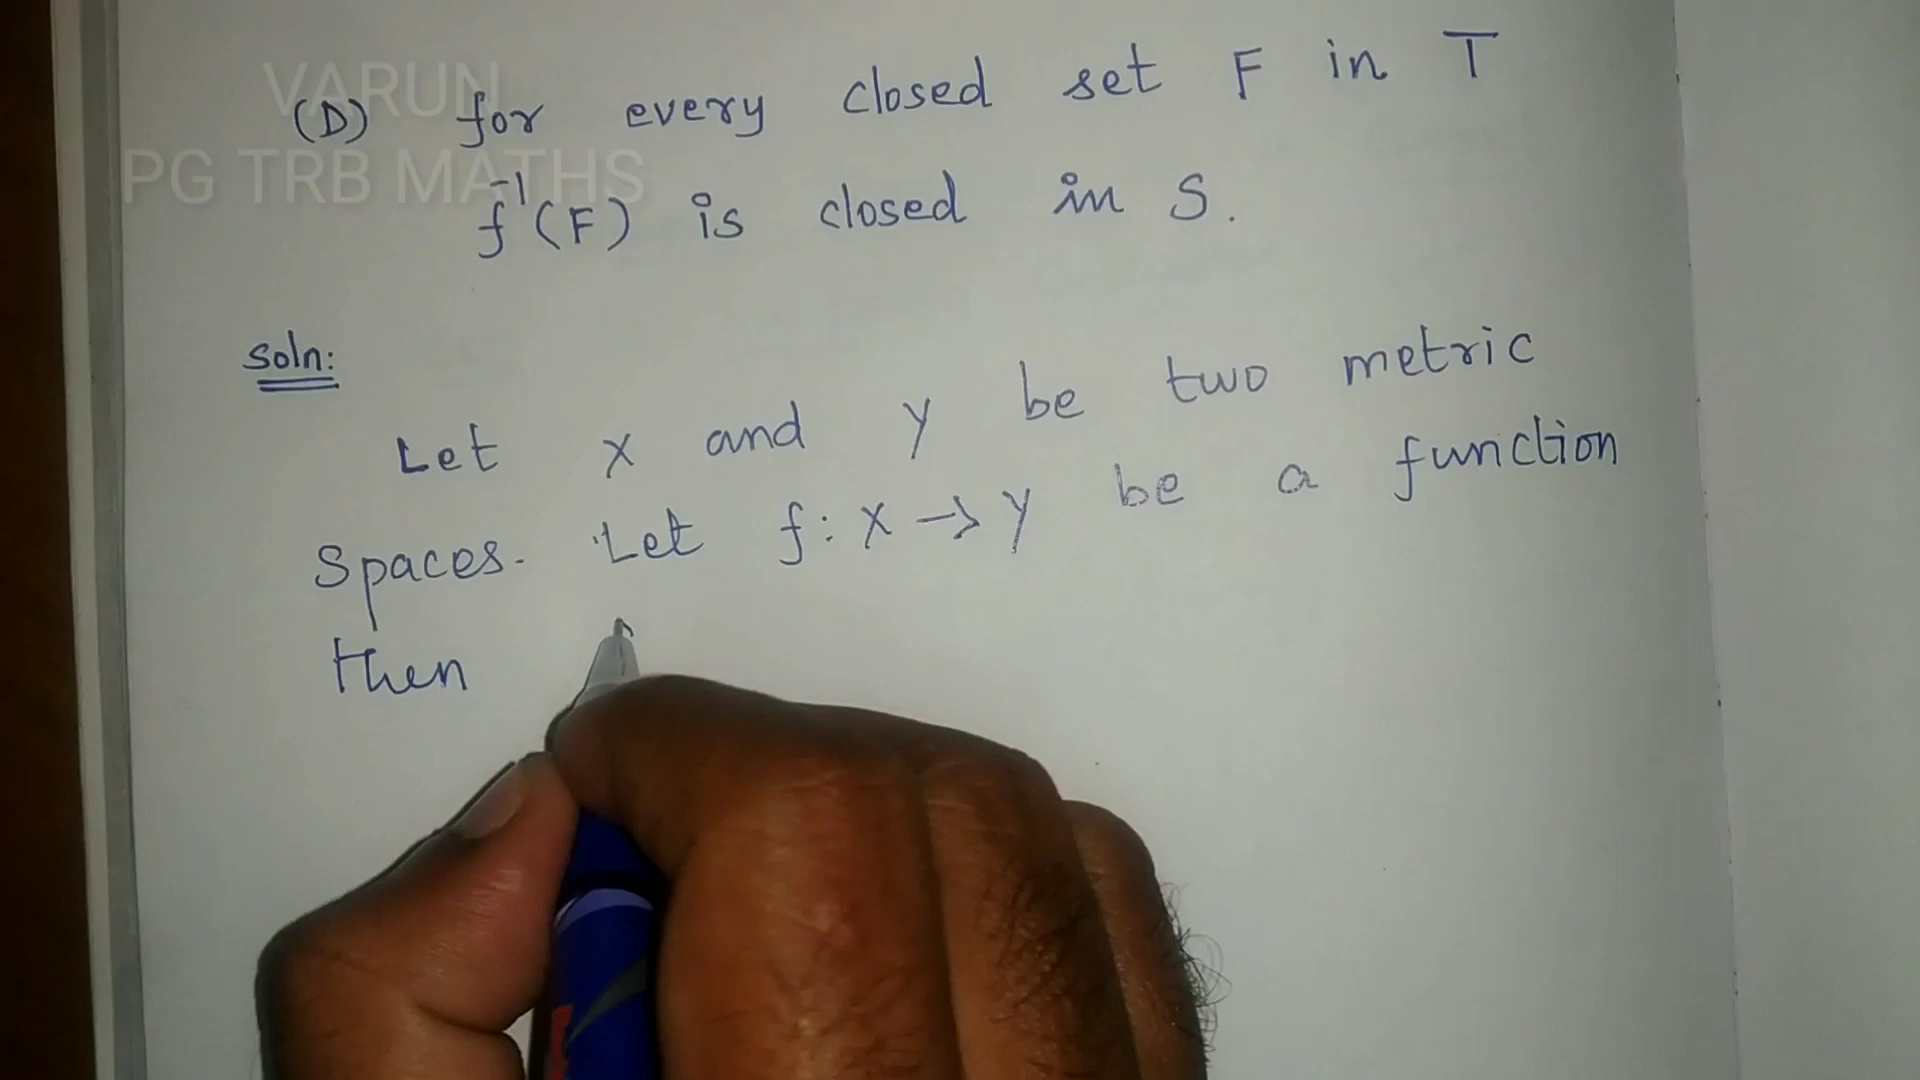 VARUN
PG TRB MATHS
(D) for every closed set F in T
f⁻¹(F) is closed in S.
Soln:
Let X and Y be two metric
Spaces. Let f: X → Y be a function
then